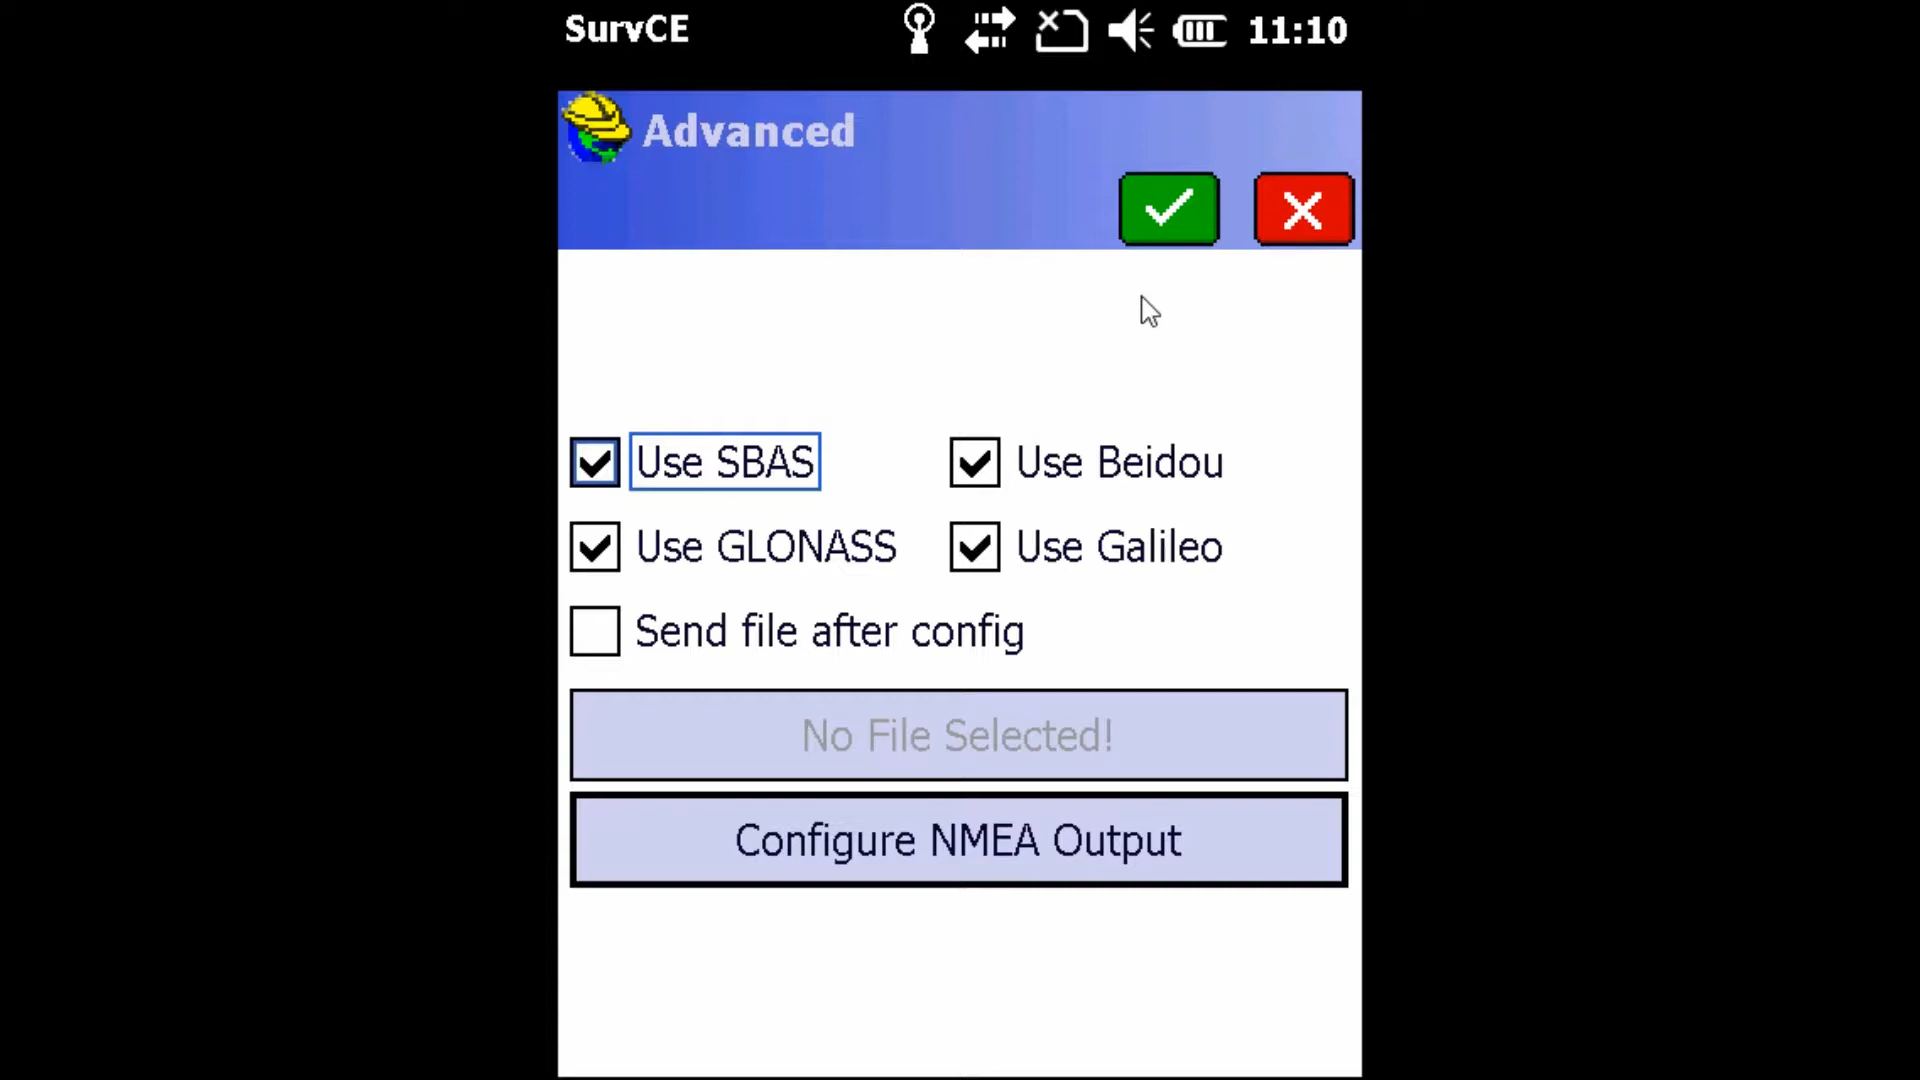 SurvCE 11:10
Advanced
Use SBAS Use Beidou
Use GLONASS Use Galileo
Send file after config
No File Selected!
Configure NMEA Output